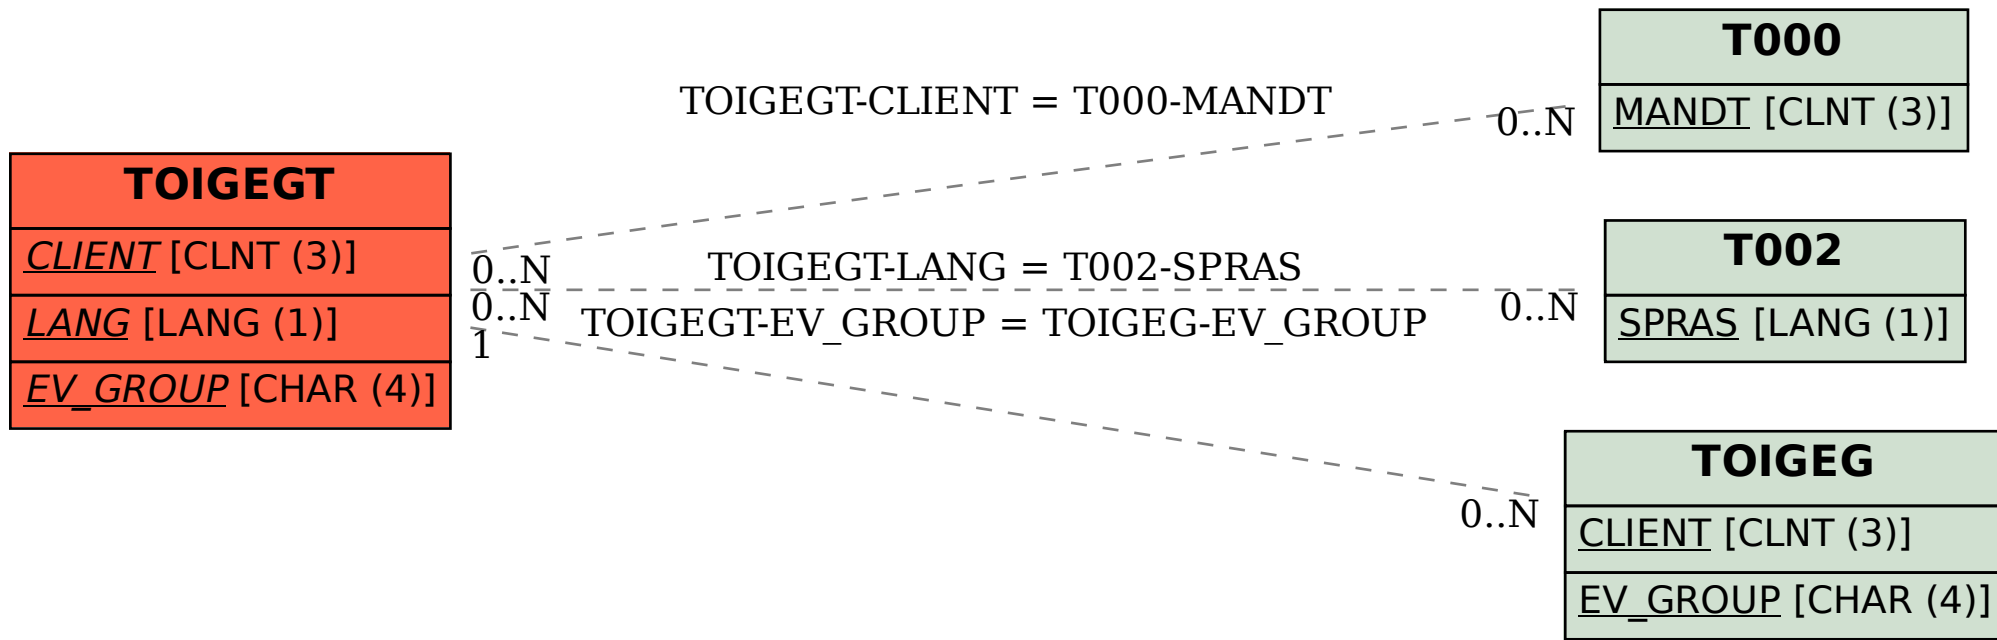 TOIGEGT
CLIENT [CLNT (3)]
LANG [LANG (1)]
EV_GROUP [CHAR (4)]
TOIGEGT-CLIENT = T000-MANDT
0..N
0..N
TOIGEGT-LANG = T002-SPRAS
0..N
0..N
TOIGEGT-EV_GROUP = TOIGEG-EV_GROUP
1
0..N
T000
MANDT [CLNT (3)]
T002
SPRAS [LANG (1)]
TOIGEG
CLIENT [CLNT (3)]
EV_GROUP [CHAR (4)]